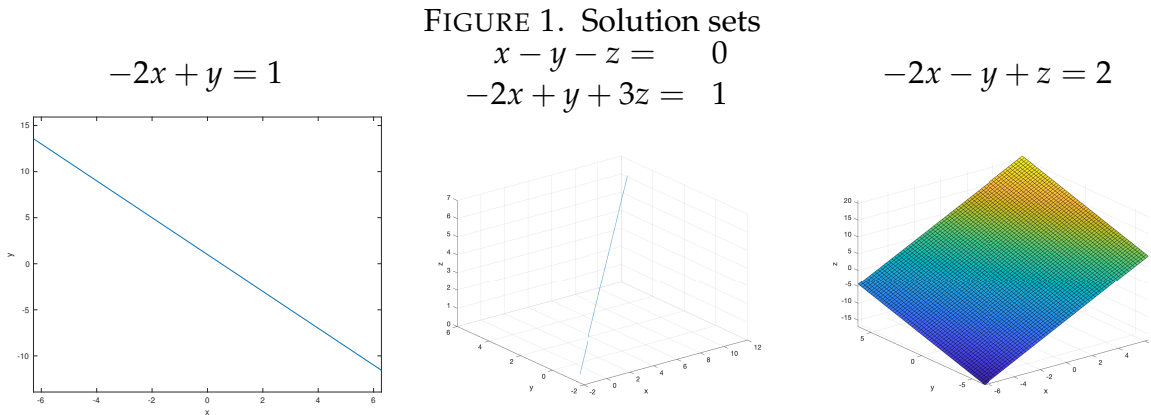 FIGURE 1. Solution sets
−2x + y = 1
x − y − z = 0
−2x + y + 3z = 1
−2x − y + z = 2
15
10
5
0
-5
-10
-6 -4 -2 0 2 4 6
x
y
7
6
5
4
3
2
1
0
z
6
4
2
0
-2
y
-2 0 2 4 6 8 10 12
x
20
15
10
5
0
-5
-10
-15
z
5
0
-5
y
-6 -4 -2 0 2 4
x